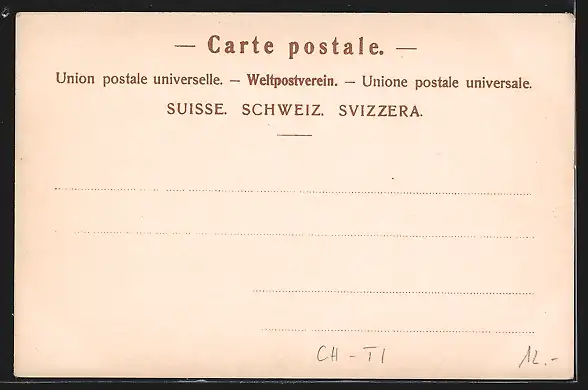 — Carte postale. —
Union postale universelle. — Weltpostverein. — Unione postale universale.
SUISSE. SCHWEIZ. SVIZZERA.
CH - TI 12.-